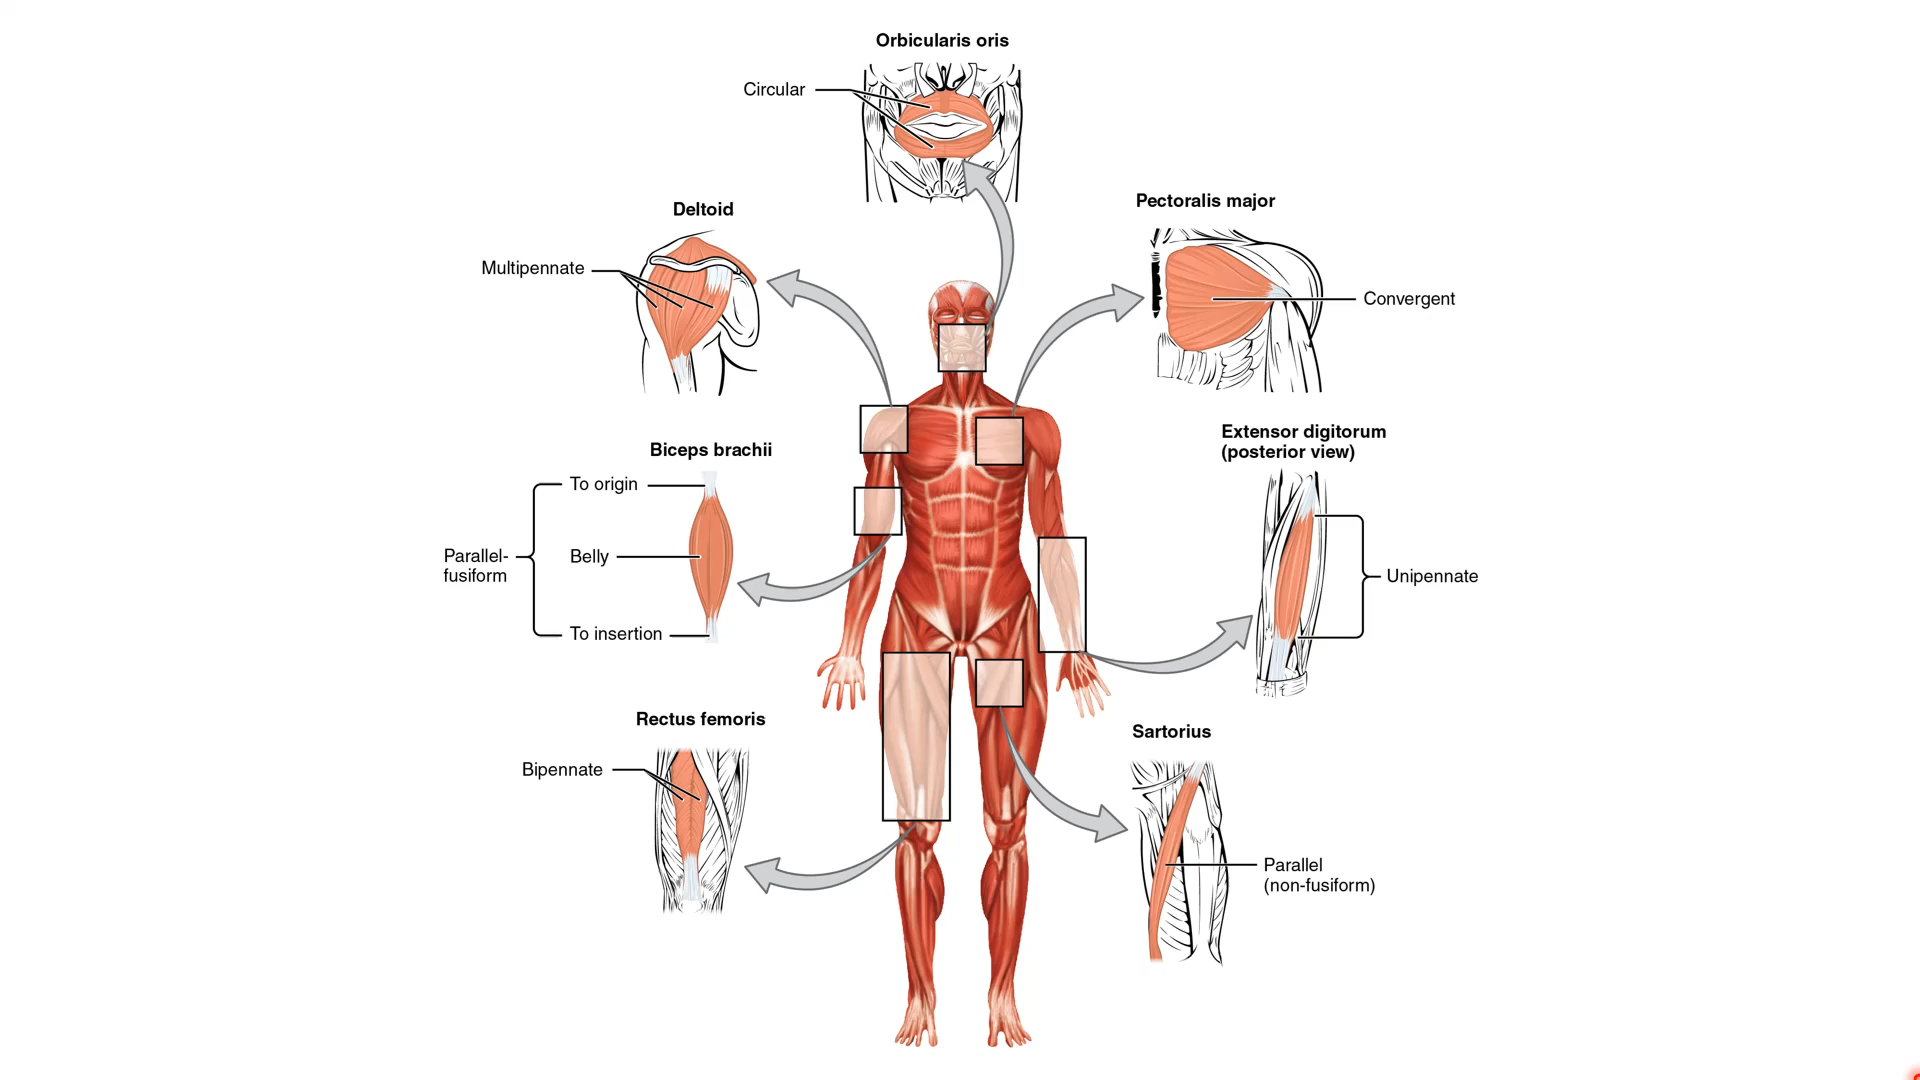 Orbicularis oris
Circular
Deltoid
Multipennate
Pectoralis major
Convergent
Biceps brachii
To origin
Parallel-
fusiform
Belly
To insertion
Extensor digitorum
(posterior view)
Unipennate
Rectus femoris
Bipennate
Sartorius
Parallel
(non-fusiform)